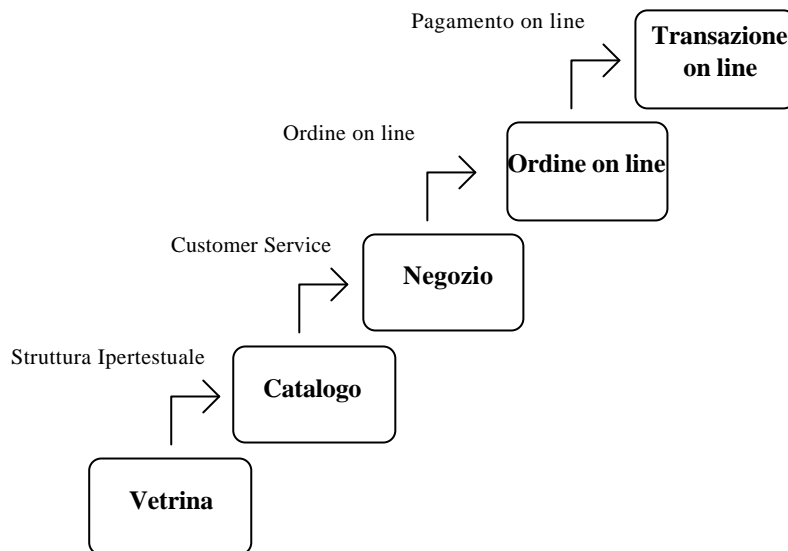 Pagamento on line
Transazione
on line
Ordine on line
Ordine on line
Customer Service
Negozio
Struttura Ipertestuale
Catalogo
Vetrina